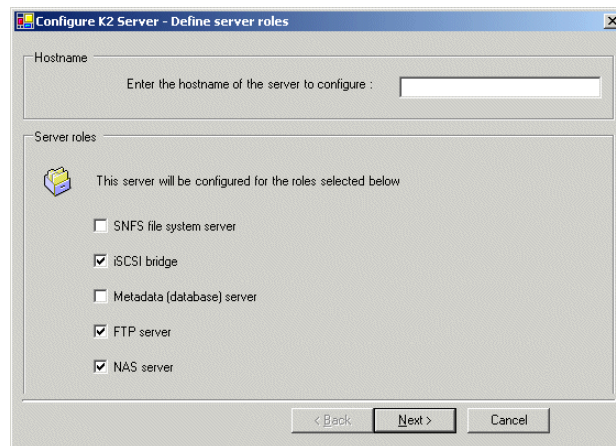 Configure K2 Server - Define server roles
Hostname
Enter the hostname of the server to configure :
Server roles
This server will be configured for the roles selected below
SNFS file system server
iSCSI bridge
Metadata (database) server
FTP server
NAS server
< Back Next > Cancel